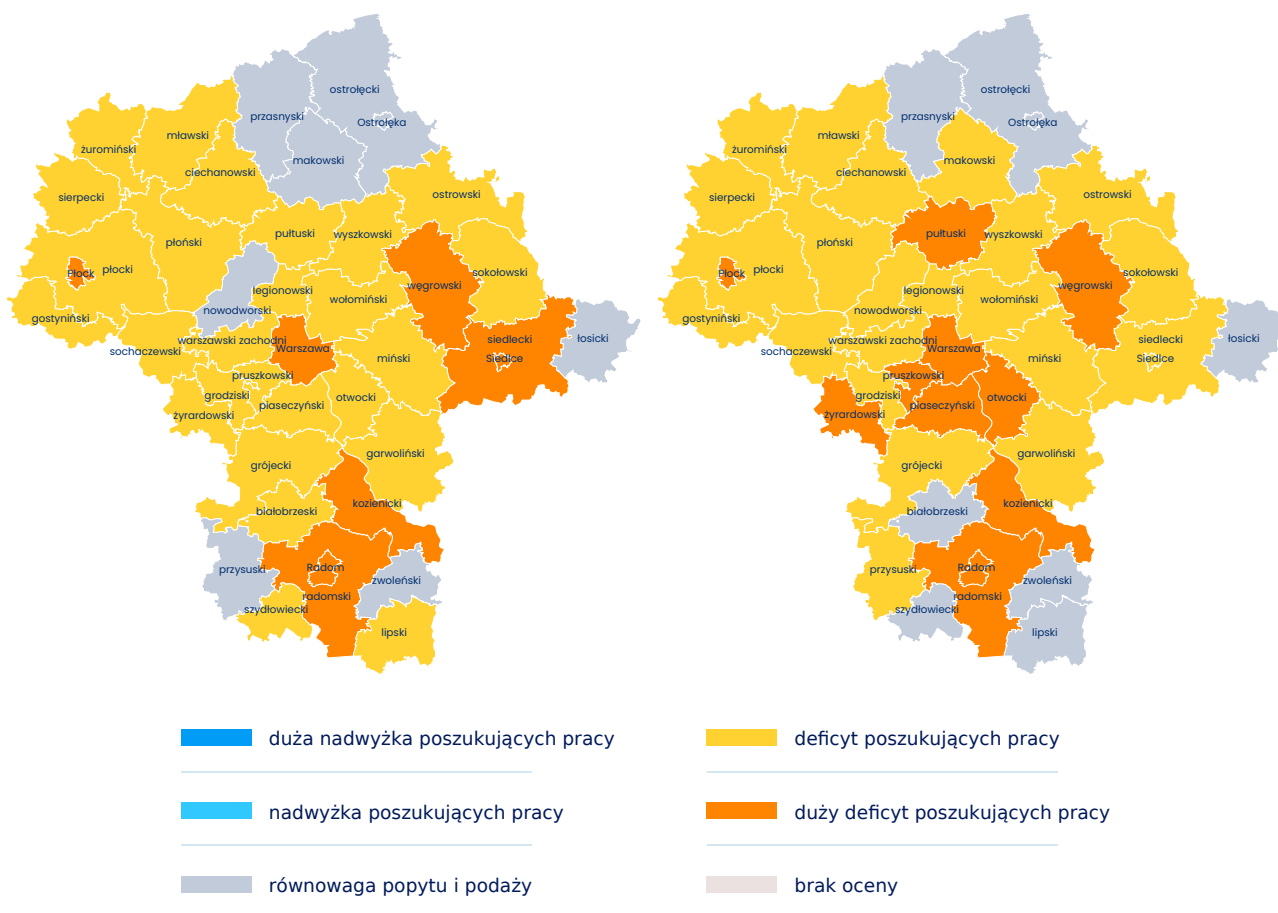 ostrołęcki
przasnyski
Ostrołęka
mławski
żuromiński
makowski
ciechanowski
sierpecki
ostrowski
pułtuski
wyszkowski
płoński
Płock
płocki
sokołowski
węgrowski
legionowski
wołomiński
nowodworski
gostyniński
warszawski zachodni
siedlecki
łosicki
sochaczewski
Warszawa
Siedlce
miński
pruszkowski
grodziski
otwocki
piaseczyński
żyrardowski
garwoliński
grójecki
kozienicki
białobrzeski
Radom
przysuski
zwoleński
radomski
szydłowiecki
lipski
ostrołęcki
przasnyski
Ostrołęka
mławski
żuromiński
makowski
ciechanowski
sierpecki
ostrowski
pułtuski
wyszkowski
płoński
Płock
płocki
sokołowski
węgrowski
legionowski
wołomiński
nowodworski
gostyniński
warszawski zachodni
siedlecki
łosicki
sochaczewski
Warszawa
Siedlce
miński
pruszkowski
grodziski
otwocki
piaseczyński
żyrardowski
garwoliński
grójecki
kozienicki
białobrzeski
Radom
przysuski
zwoleński
radomski
szydłowiecki
lipski
duża nadwyżka poszukujących pracy
deficyt poszukujących pracy
nadwyżka poszukujących pracy
duży deficyt poszukujących pracy
równowaga popytu i podaży
brak oceny